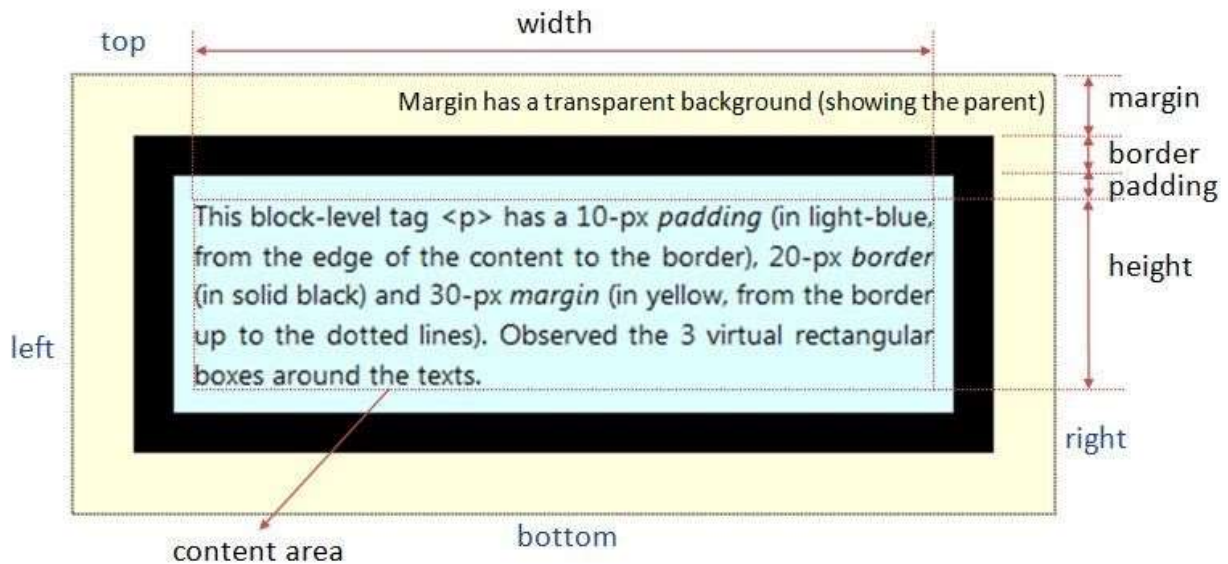 width
top
Margin has a transparent background (showing the parent)
margin
border
padding
This block-level tag <p> has a 10-px padding (in light-blue,
from the edge of the content to the border), 20-px border
(in solid black) and 30-px margin (in yellow, from the border
up to the dotted lines). Observed the 3 virtual rectangular
boxes around the texts.
height
left
right
bottom
content area